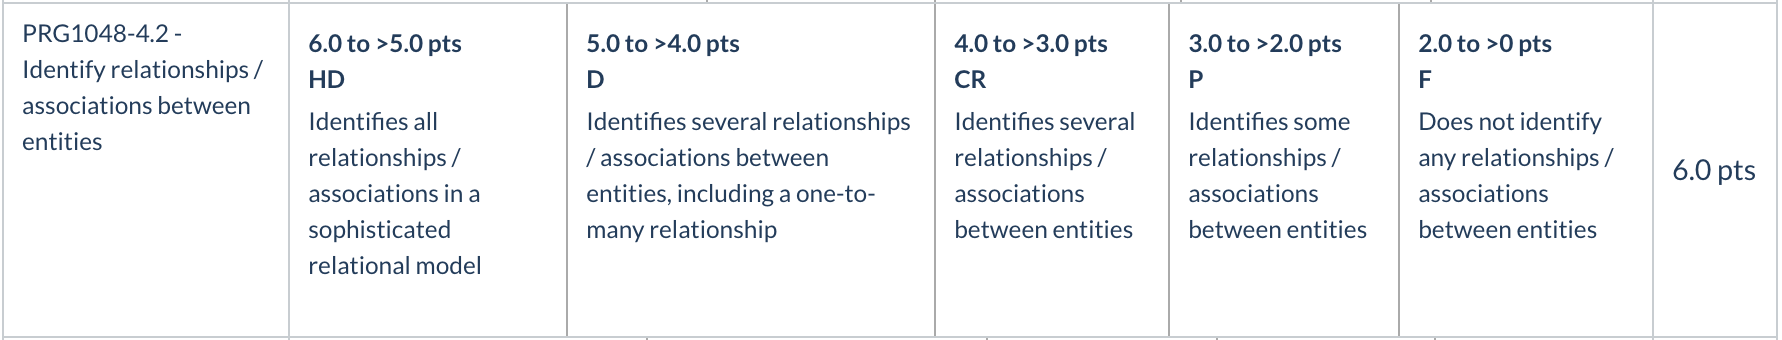 PRG1048-4.2 -
Identify relationships /
associations between
entities
6.0 to >5.0 pts
HD
Identifies all
relationships /
associations in a
sophisticated
relational model
5.0 to >4.0 pts
D
Identifies several relationships
/ associations between
entities, including a one-to-
many relationship
4.0 to >3.0 pts
CR
Identifies several
relationships /
associations
between entities
3.0 to >2.0 pts
P
Identifies some
relationships /
associations
between entities
2.0 to >0 pts
F
Does not identify
any relationships /
associations
between entities
6.0 pts